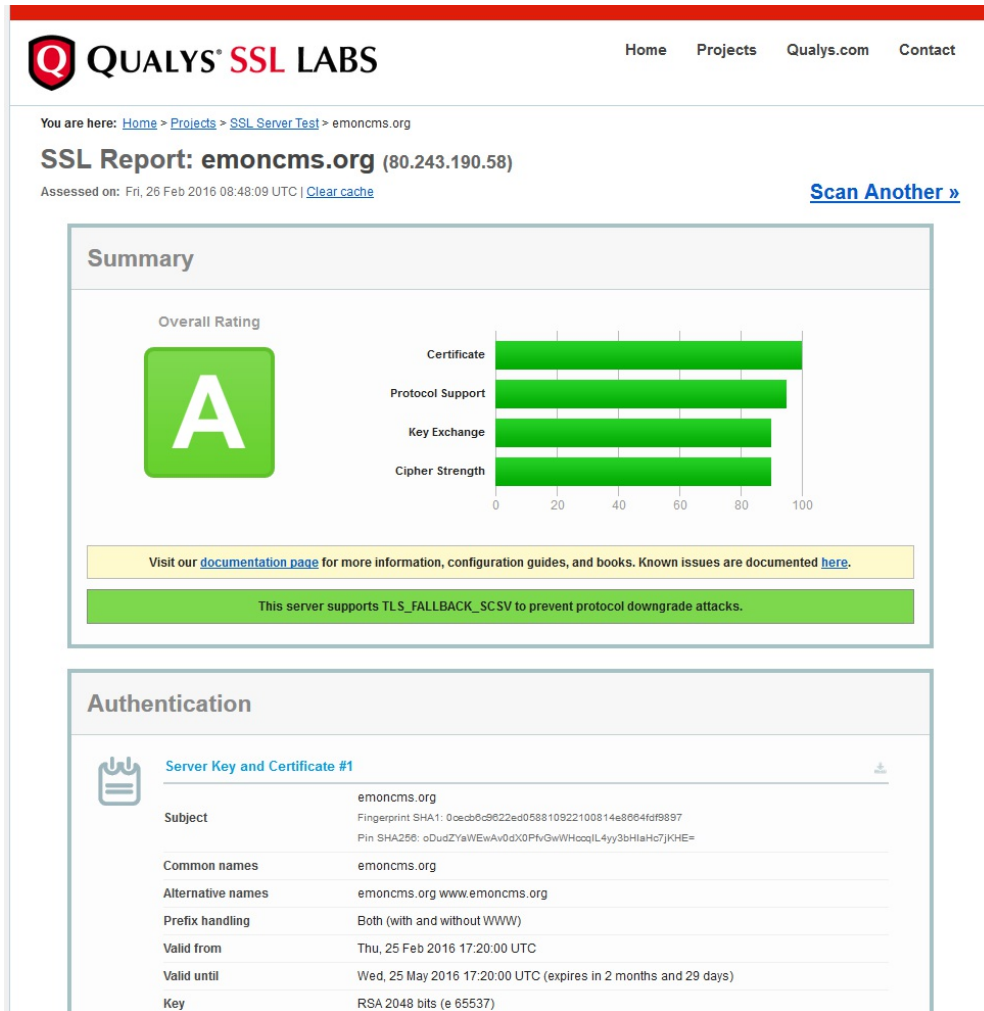 QUALYS® SSL LABS
Home Projects Qualys.com Contact
You are here: Home > Projects > SSL Server Test > emoncms.org
SSL Report: emoncms.org (80.243.190.58)
Assessed on: Fri, 26 Feb 2016 08:48:09 UTC | Clear cache
Scan Another »
Summary
Overall Rating
A
Certificate
Protocol Support
Key Exchange
Cipher Strength
0 20 40 60 80 100
Visit our documentation page for more information, configuration guides, and books. Known issues are documented here.
This server supports TLS_FALLBACK_SCSV to prevent protocol downgrade attacks.
Authentication
Server Key and Certificate #1
Subject
emoncms.org
Fingerprint SHA1: 0cecb6c9622ed058810922100814e8664fdf9897
Pin SHA256: oDudZYaWEwAv0dX0PfvGwWHcoqIL4yy3bHIaHc7jKHE=
Common names emoncms.org
Alternative names emoncms.org www.emoncms.org
Prefix handling Both (with and without WWW)
Valid from Thu, 25 Feb 2016 17:20:00 UTC
Valid until Wed, 25 May 2016 17:20:00 UTC (expires in 2 months and 29 days)
Key RSA 2048 bits (e 65537)